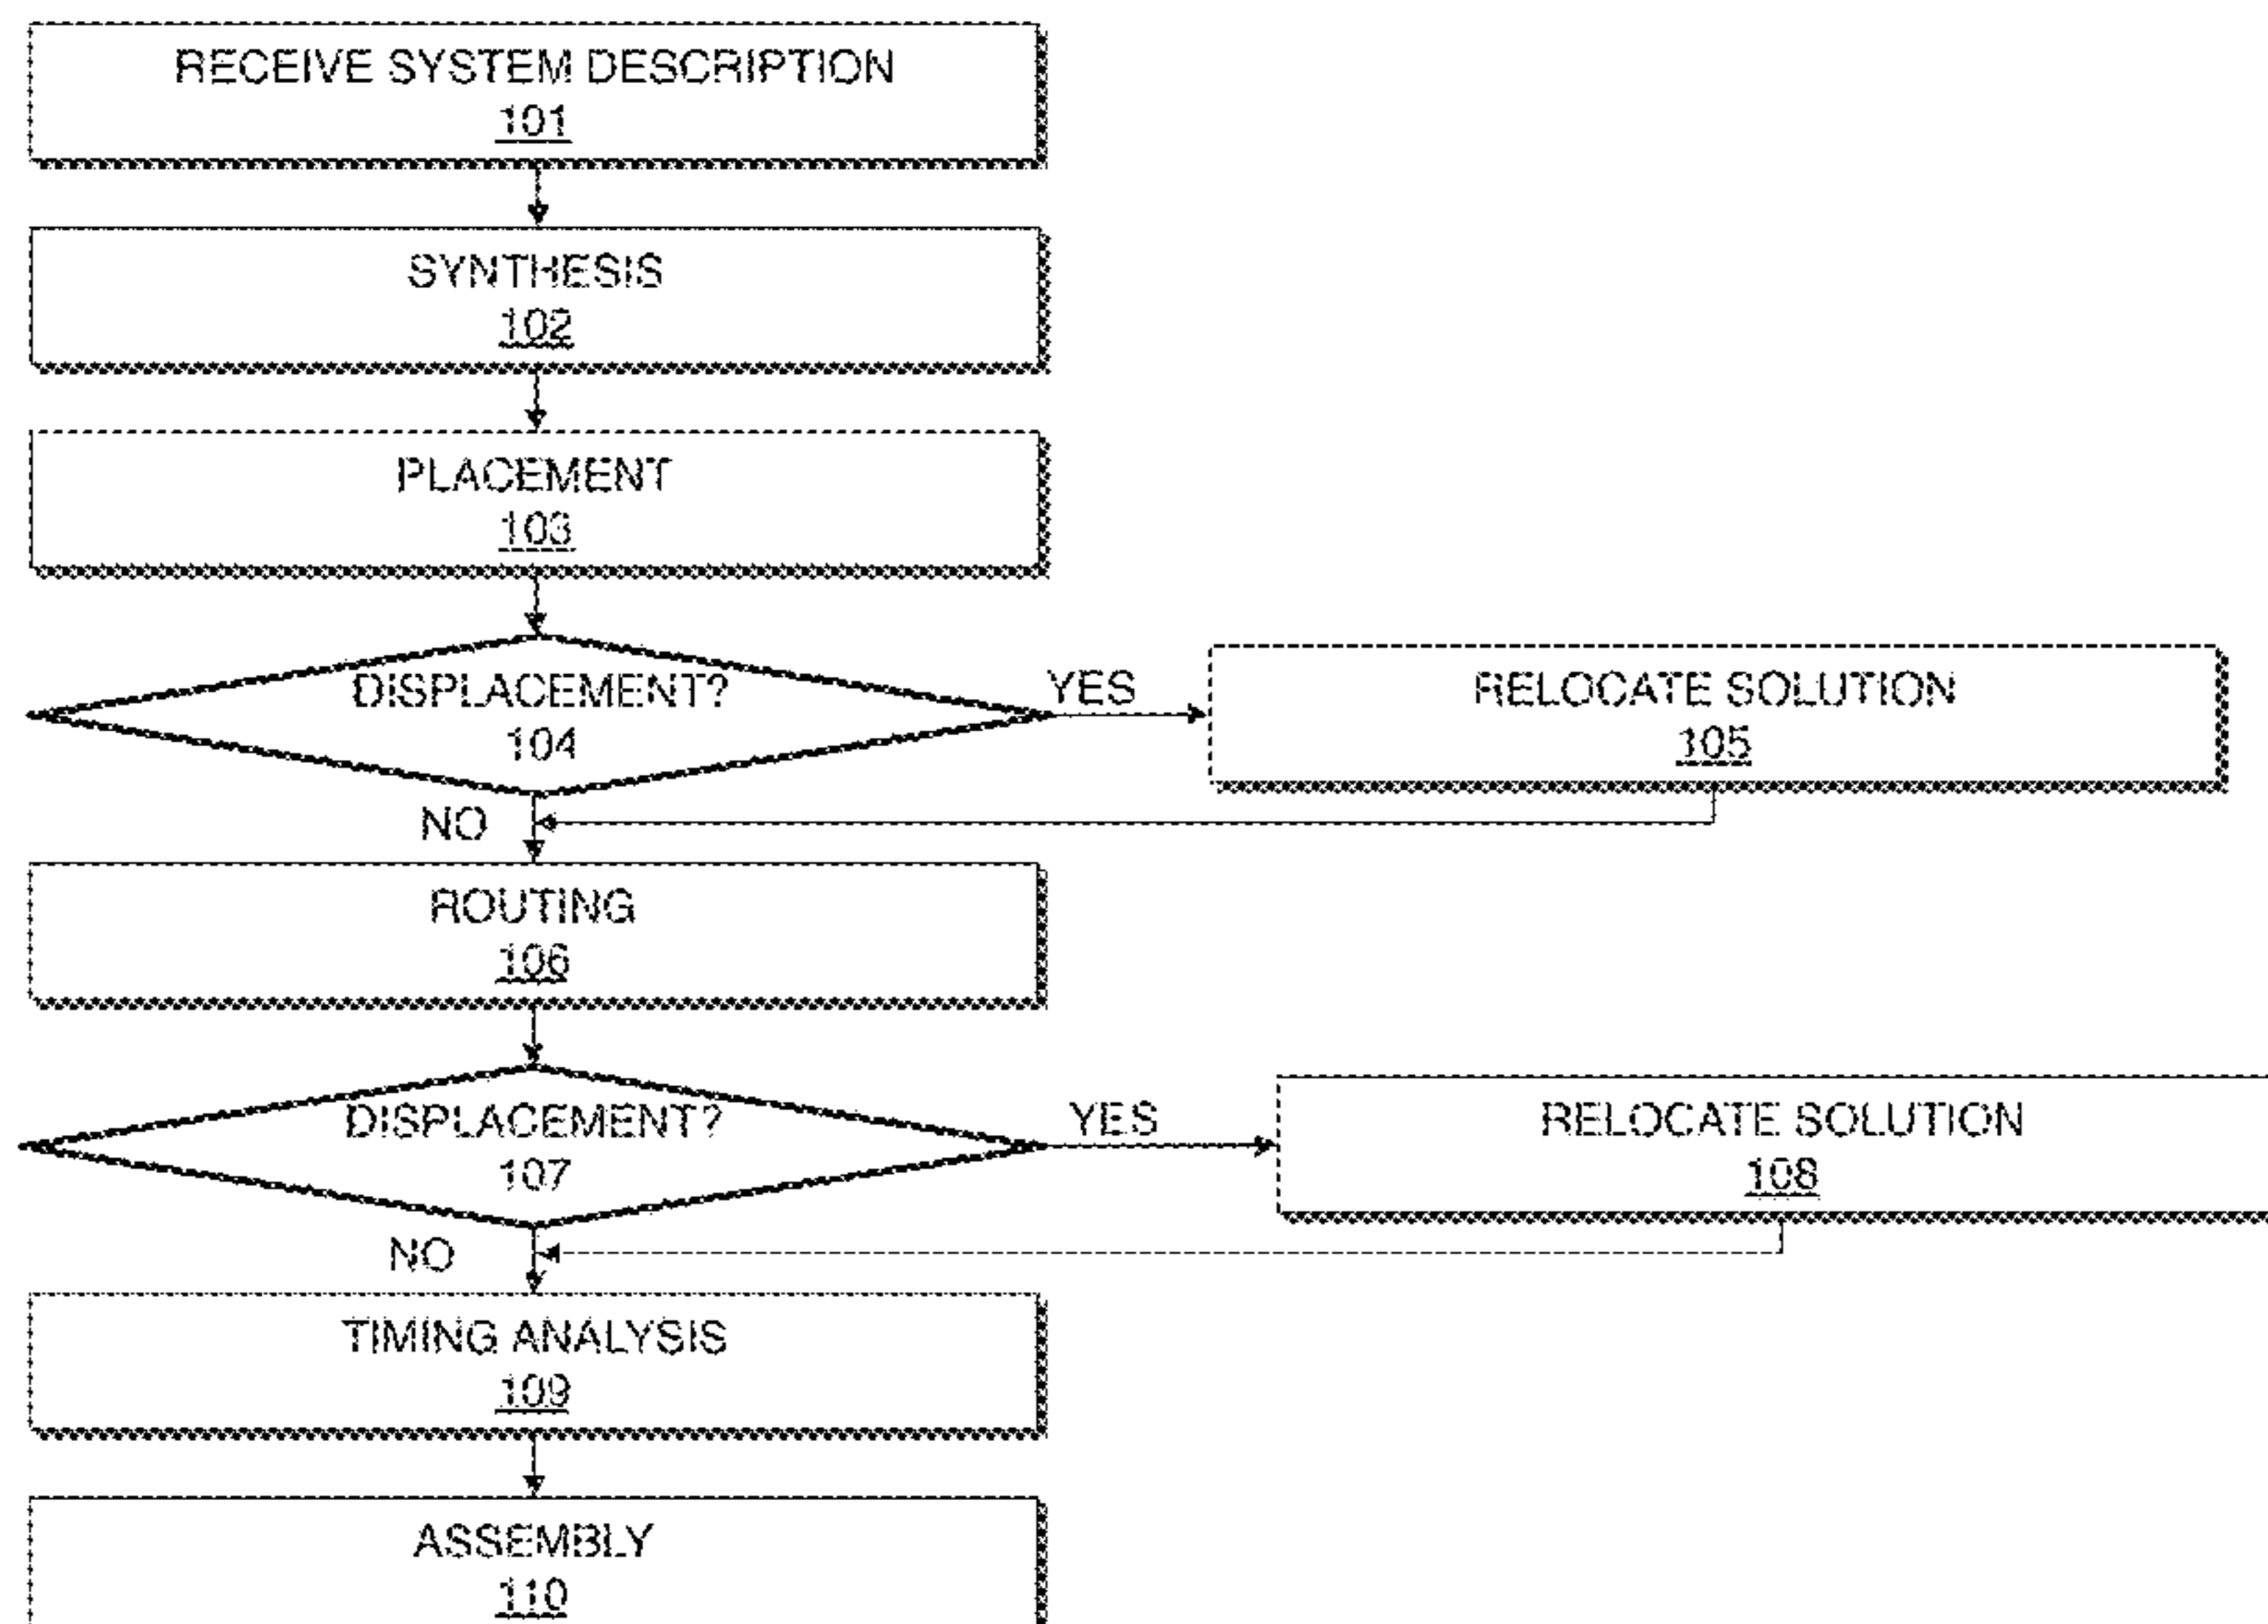 RECEIVE SYSTEM DESCRIPTION
101
SYNTHESIS
102
PLACEMENT
103
DISPLACEMENT?
104
YES
RELOCATE SOLUTION
105
NO
ROUTING
106
DISPLACEMENT?
107
YES
RELOCATE SOLUTION
108
NO
TIMING ANALYSIS
109
ASSEMBLY
110